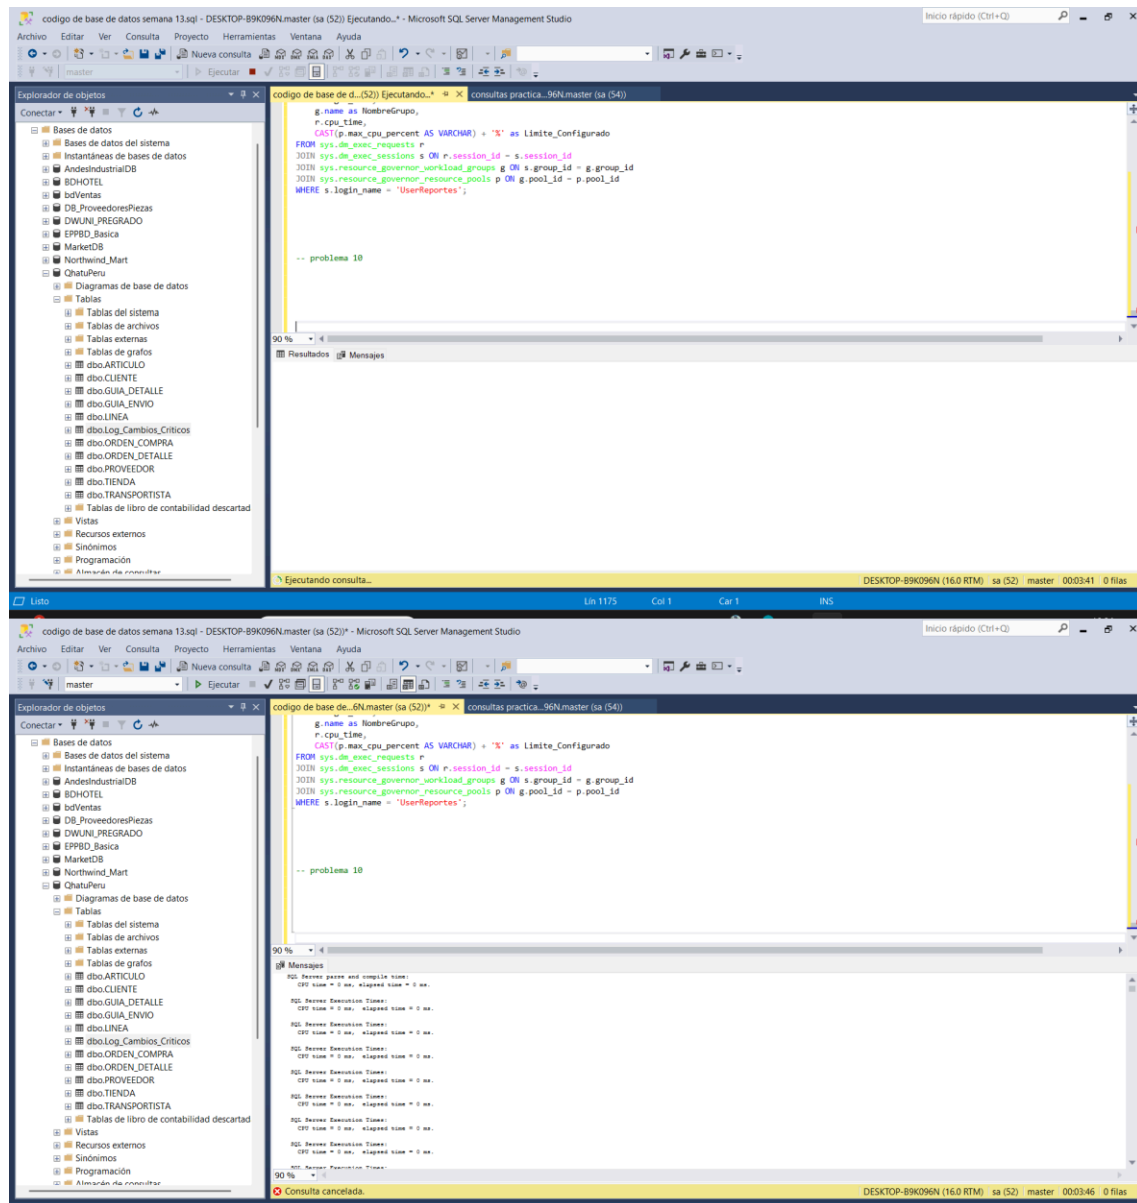 codigo de base de datos semana 13.sql - DESKTOP-B9K096N.master (sa (52)) Ejecutando...* - Microsoft SQL Server Management Studio
Inicio rápido (Ctrl+Q)
Archivo Editar Ver Consulta Proyecto Herramientas Ventana Ayuda
Nueva consulta
master Ejecutar
Explorador de objetos
codigo de base de d...(52)) Ejecutando...* consultas practica...96N.master (sa (54))
Conectar
Bases de datos
Bases de datos del sistema
Instantáneas de bases de datos
AndesIndustrialDB
BDHOTEL
bdVentas
DB_ProveedoresPiezas
DWUNI_PREGRADO
EPPBD_Basica
MarketDB
Northwind_Mart
QhatuPeru
Diagramas de base de datos
Tablas
Tablas del sistema
Tablas de archivos
Tablas externas
Tablas de grafos
dbo.ARTICULO
dbo.CLIENTE
dbo.GUIA_DETALLE
dbo.GUIA_ENVIO
dbo.LINEA
dbo.Log_Cambios_Criticos
dbo.ORDEN_COMPRA
dbo.ORDEN_DETALLE
dbo.PROVEEDOR
dbo.TIENDA
dbo.TRANSPORTISTA
Tablas de libro de contabilidad descartad
Vistas
Recursos externos
Sinónimos
Programación
Almacén de consultas
g.name as NombreGrupo,
r.cpu_time,
CAST(p.max_cpu_percent AS VARCHAR) + '%' as Limite_Configurado
FROM sys.dm_exec_requests r
JOIN sys.dm_exec_sessions s ON r.session_id = s.session_id
JOIN sys.resource_governor_workload_groups g ON s.group_id = g.group_id
JOIN sys.resource_governor_resource_pools p ON g.pool_id = p.pool_id
WHERE s.login_name = 'UserReportes';
-- problema 10
90 %
Resultados Mensajes
Ejecutando consulta... DESKTOP-B9K096N (16.0 RTM) sa (52) master 00:03:41 0 filas
Listo Lín 1175 Col 1 Car 1 INS
codigo de base de datos semana 13.sql - DESKTOP-B9K096N.master (sa (52))* - Microsoft SQL Server Management Studio
Inicio rápido (Ctrl+Q)
Archivo Editar Ver Consulta Proyecto Herramientas Ventana Ayuda
Nueva consulta
master Ejecutar
Explorador de objetos
codigo de base de...6N.master (sa (52))* consultas practica...96N.master (sa (54))
Conectar
Bases de datos
Bases de datos del sistema
Instantáneas de bases de datos
AndesIndustrialDB
BDHOTEL
bdVentas
DB_ProveedoresPiezas
DWUNI_PREGRADO
EPPBD_Basica
MarketDB
Northwind_Mart
QhatuPeru
Diagramas de base de datos
Tablas
Tablas del sistema
Tablas de archivos
Tablas externas
Tablas de grafos
dbo.ARTICULO
dbo.CLIENTE
dbo.GUIA_DETALLE
dbo.GUIA_ENVIO
dbo.LINEA
dbo.Log_Cambios_Criticos
dbo.ORDEN_COMPRA
dbo.ORDEN_DETALLE
dbo.PROVEEDOR
dbo.TIENDA
dbo.TRANSPORTISTA
Tablas de libro de contabilidad descartad
Vistas
Recursos externos
Sinónimos
Programación
Almacén de consultas
g.name as NombreGrupo,
r.cpu_time,
CAST(p.max_cpu_percent AS VARCHAR) + '%' as Limite_Configurado
FROM sys.dm_exec_requests r
JOIN sys.dm_exec_sessions s ON r.session_id = s.session_id
JOIN sys.resource_governor_workload_groups g ON s.group_id = g.group_id
JOIN sys.resource_governor_resource_pools p ON g.pool_id = p.pool_id
WHERE s.login_name = 'UserReportes';
-- problema 10
90 %
Mensajes
SQL Server parse and compile time:
CPU time = 0 ms, elapsed time = 0 ms.
SQL Server Execution Times:
CPU time = 0 ms, elapsed time = 0 ms.
SQL Server Execution Times:
CPU time = 0 ms, elapsed time = 0 ms.
SQL Server Execution Times:
CPU time = 0 ms, elapsed time = 0 ms.
SQL Server Execution Times:
CPU time = 0 ms, elapsed time = 0 ms.
SQL Server Execution Times:
CPU time = 0 ms, elapsed time = 0 ms.
SQL Server Execution Times:
CPU time = 0 ms, elapsed time = 0 ms.
SQL Server Execution Times:
CPU time = 0 ms, elapsed time = 0 ms.
SQL Server Execution Times:
90 %
Consulta cancelada. DESKTOP-B9K096N (16.0 RTM) sa (52) master 00:03:46 0 filas